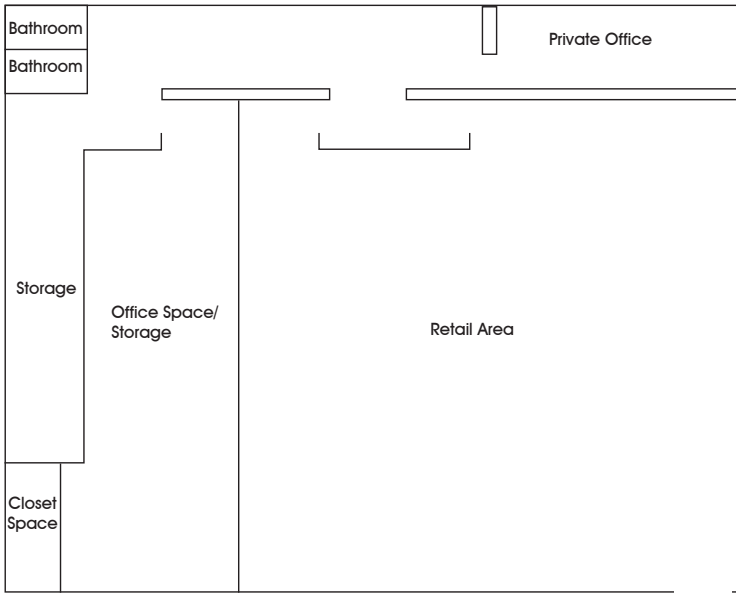 Bathroom
Bathroom
Private Office
Storage
Office Space/
Storage
Retail Area
Closet
Space